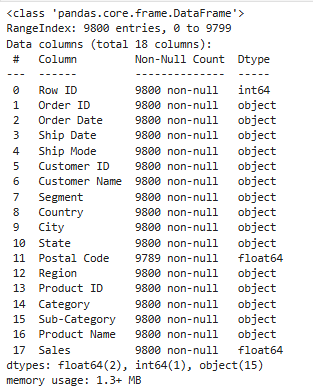 <class 'pandas.core.frame.DataFrame'>
RangeIndex: 9800 entries, 0 to 9799
Data columns (total 18 columns):
 #   Column         Non-Null Count  Dtype
---  ------         --------------  -----
 0   Row ID         9800 non-null   int64
 1   Order ID       9800 non-null   object
 2   Order Date     9800 non-null   object
 3   Ship Date      9800 non-null   object
 4   Ship Mode      9800 non-null   object
 5   Customer ID    9800 non-null   object
 6   Customer Name  9800 non-null   object
 7   Segment        9800 non-null   object
 8   Country        9800 non-null   object
 9   City           9800 non-null   object
 10  State          9800 non-null   object
 11  Postal Code    9789 non-null   float64
 12  Region         9800 non-null   object
 13  Product ID     9800 non-null   object
 14  Category       9800 non-null   object
 15  Sub-Category   9800 non-null   object
 16  Product Name   9800 non-null   object
 17  Sales          9800 non-null   float64
dtypes: float64(2), int64(1), object(15)
memory usage: 1.3+ MB